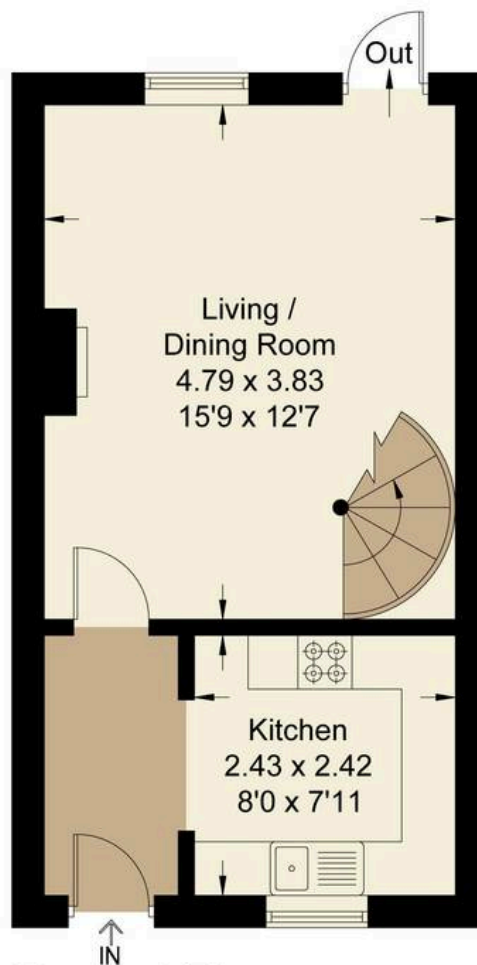 Out
Living /
Dining Room
4.79 x 3.83
15'9 x 12'7
Kitchen
2.43 x 2.42
8'0 x 7'11
IN